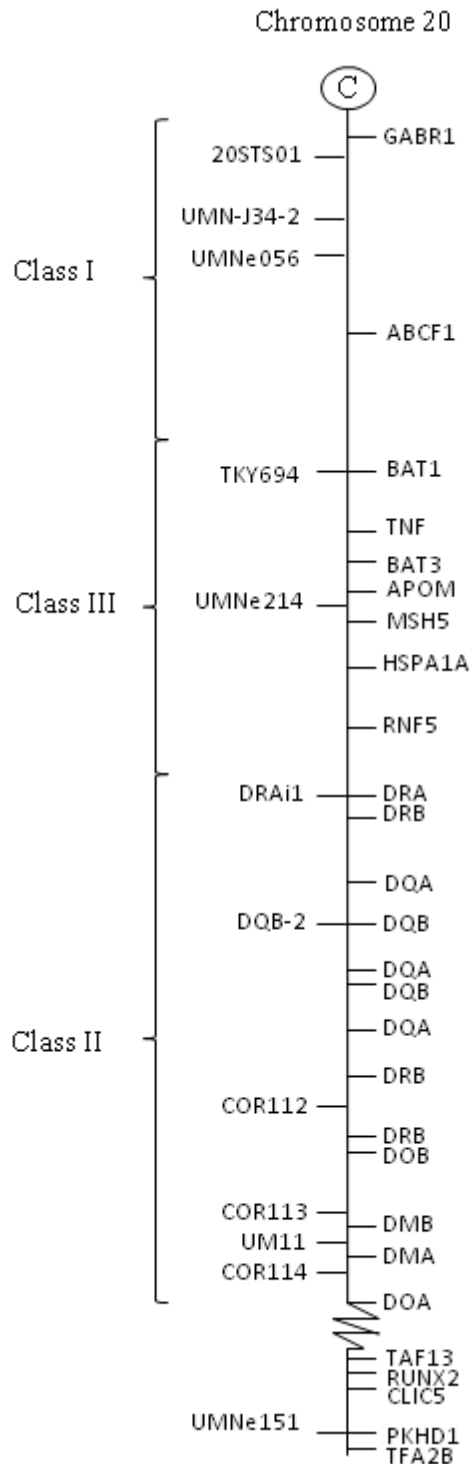 Chromosome 20
C
GABR1
20STS01
UMN-J34-2
UMNe056
Class I
ABCF1
TKY694
BAT1
TNF
BAT3
APOM
UMNe214
Class III
MSH5
HSPA1A
RNF5
DRAi1
DRA
DRB
DQA
DQB-2
DQB
DQA
DQB
DQA
Class II
DRB
COR112
DRB
DOB
COR113
DMB
UM11
DMA
COR114
DOA
TAF13
RUNX2
CLIC5
UMNe151
PKHD1
TFA2B